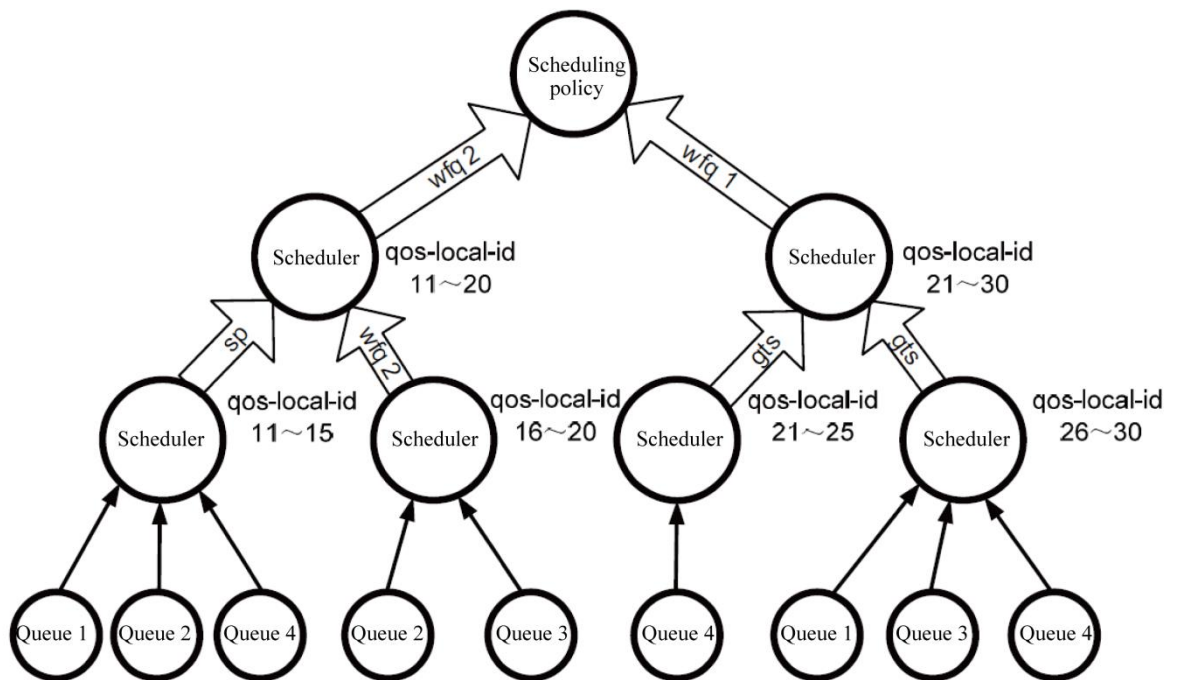 Scheduling
policy
wfq 2
wfq 1
Scheduler
qos-local-id
11～20
Scheduler
qos-local-id
21～30
sp
wfq 2
gts
gts
Scheduler
qos-local-id
11～15
Scheduler
qos-local-id
16～20
Scheduler
qos-local-id
21～25
Scheduler
qos-local-id
26～30
Queue 1
Queue 2
Queue 4
Queue 2
Queue 3
Queue 4
Queue 1
Queue 3
Queue 4